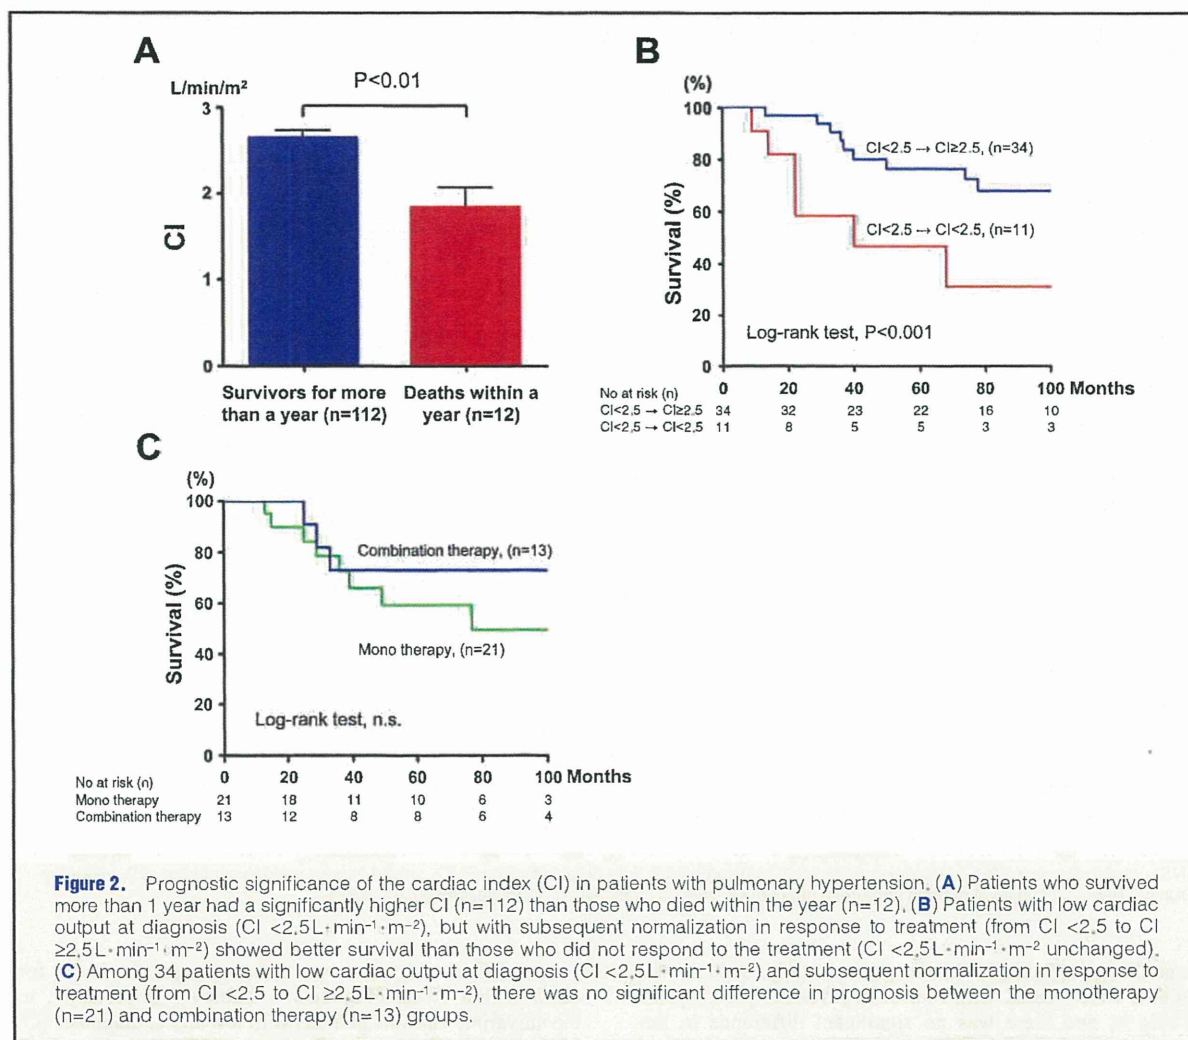 A
L/min/m²
P<0.01
3
2
1
0
CI
Survivors for more than a year (n=112)
Deaths within a year (n=12)
B
(%)
100
80
60
40
20
0
Survival (%)
CI<2.5 → CI≥2.5, (n=34)
CI<2.5 → CI<2.5, (n=11)
Log-rank test, P<0.001
0 20 40 60 80 100 Months
No at risk (n)
CI<2.5 → CI≥2.5 34 32 23 22 16 10
CI<2.5 → CI<2.5 11 8 5 5 3 3
C
(%)
100
80
60
40
20
0
Survival (%)
Combination therapy, (n=13)
Mono therapy, (n=21)
Log-rank test, n.s.
0 20 40 60 80 100 Months
No at risk (n)
Mono therapy 21 18 11 10 6 3
Combination therapy 13 12 8 8 6 4
Figure 2. Prognostic significance of the cardiac index (CI) in patients with pulmonary hypertension. (A) Patients who survived
more than 1 year had a significantly higher CI (n=112) than those who died within the year (n=12). (B) Patients with low cardiac
output at diagnosis (CI <2.5 L·min⁻¹·m⁻²), but with subsequent normalization in response to treatment (from CI <2.5 to CI
≥2.5 L·min⁻¹·m⁻²) showed better survival than those who did not respond to the treatment (CI <2.5 L·min⁻¹·m⁻² unchanged).
(C) Among 34 patients with low cardiac output at diagnosis (CI <2.5 L·min⁻¹·m⁻²) and subsequent normalization in response to
treatment (from CI <2.5 to CI ≥2.5 L·min⁻¹·m⁻²), there was no significant difference in prognosis between the monotherapy
(n=21) and combination therapy (n=13) groups.